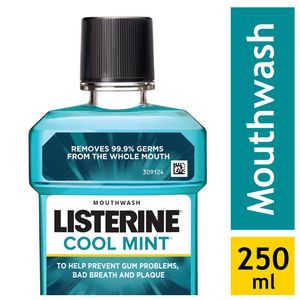 REMOVES 99.9% GERMS
FROM THE WHOLE MOUTH
309124
MOUTHWASH
LISTERINE
COOL MINT
TO HELP PREVENT GUM PROBLEMS,
BAD BREATH AND PLAQUE
Mouthwash
250
ml